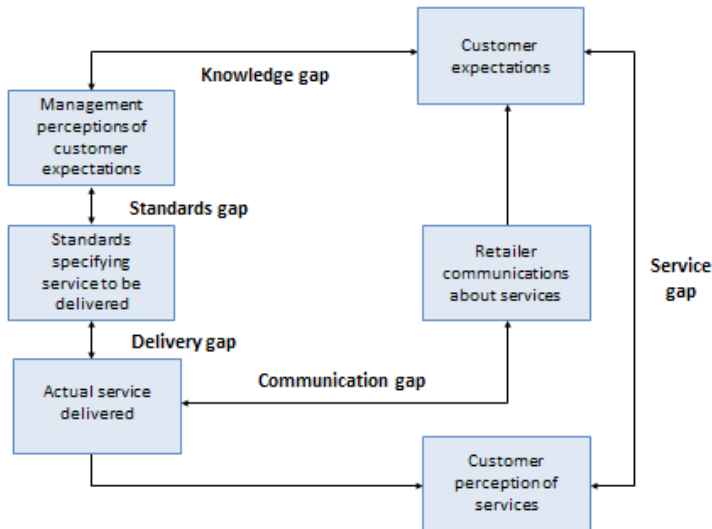 Customer
expectations
Knowledge gap
Management
perceptions of
customer
expectations
Standards gap
Standards
specifying
service to be
delivered
Retailer
communications
about services
Service
gap
Delivery gap
Communication gap
Actual service
delivered
Customer
perception of
services